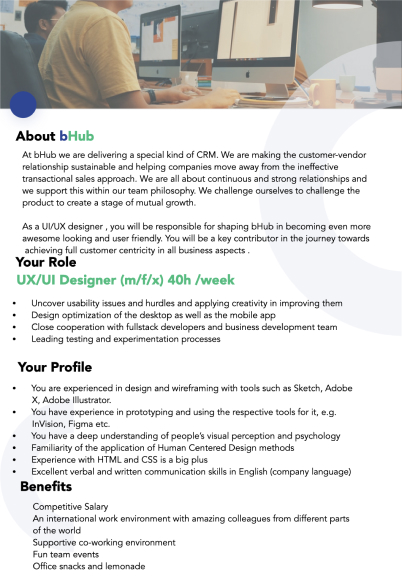 About bHub
At bHub we are delivering a special kind of CRM. We are making the customer-vendor
relationship sustainable and helping companies move away from the ineffective
transactional sales approach. We are all about continuous and strong relationships and
we support this within our team philosophy. We challenge ourselves to challenge the
product to create a stage of mutual growth.
As a UI/UX designer , you will be responsible for shaping bHub in becoming even more
awesome looking and user friendly. You will be a key contributor in the journey towards
achieving full customer centricity in all business aspects .
Your Role
UX/UI Designer (m/f/x) 40h /week
• Uncover usability issues and hurdles and applying creativity in improving them
• Design optimization of the desktop as well as the mobile app
• Close cooperation with fullstack developers and business development team
• Leading testing and experimentation processes
Your Profile
• You are experienced in design and wireframing with tools such as Sketch, Adobe
X, Adobe Illustrator.
• You have experience in prototyping and using the respective tools for it, e.g.
InVision, Figma etc.
• You have a deep understanding of people's visual perception and psychology
• Familiarity of the application of Human Centered Design methods
• Experience with HTML and CSS is a big plus
• Excellent verbal and written communication skills in English (company language)
Benefits
Competitive Salary
An international work environment with amazing colleagues from different parts
of the world
Supportive co-working environment
Fun team events
Office snacks and lemonade